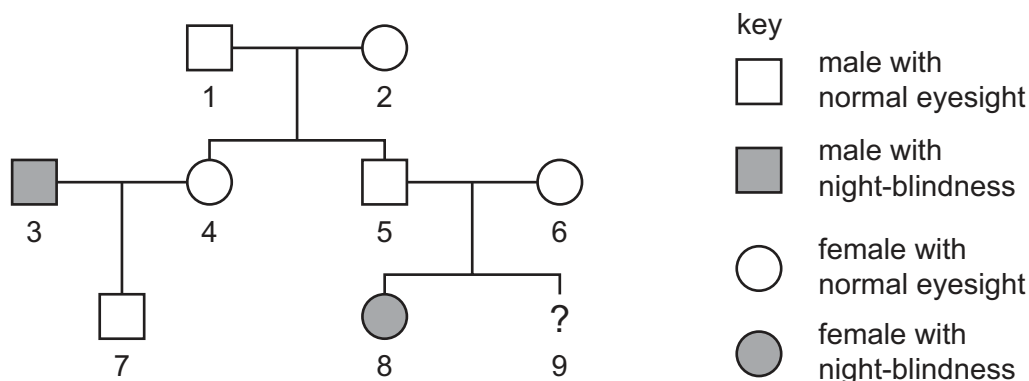 key
1
2
male with
normal eyesight
male with
night-blindness
3
4
5
6
female with
normal eyesight
?
7
8
9
female with
night-blindness